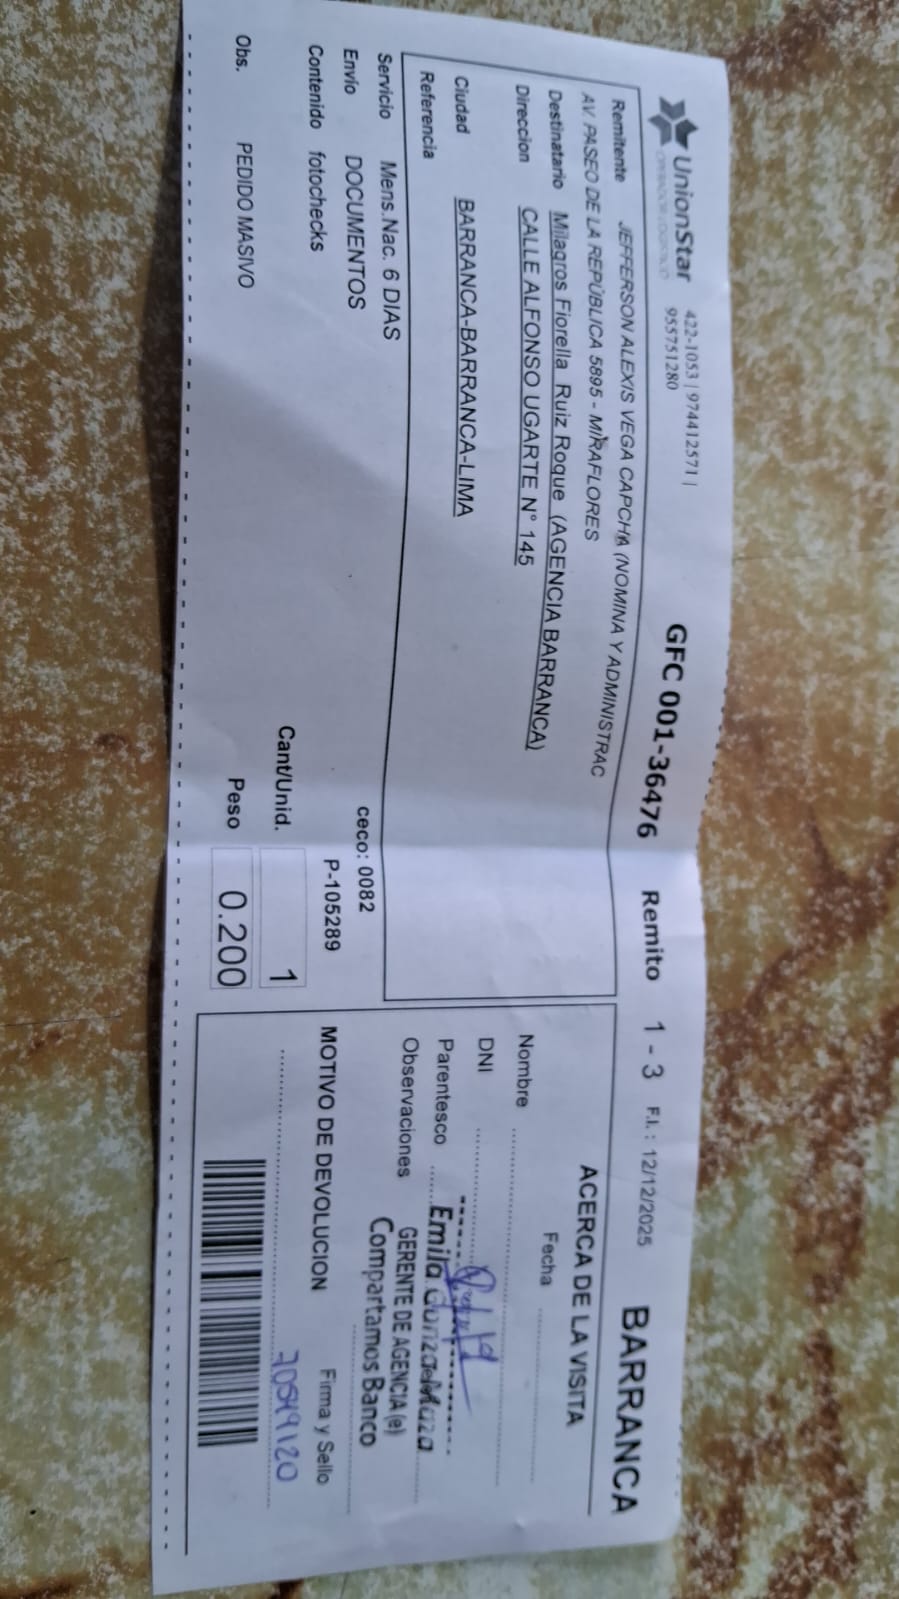 UnionStar
OPERADOR LOGISTICO
422-1053 | 974412571 |
955751280
GFC 001-36476
Remito 1 - 3 F.I. : 12/12/2025 BARRANCA
Remitente JEFFERSON ALEXIS VEGA CAPCHA (NOMINA Y ADMINISTRAC
AV. PASEO DE LA REPÚBLICA 5895 - MIRAFLORES
Destinatario Milagros Fiorella Ruiz Roque (AGENCIA BARRANCA)
Direccion CALLE ALFONSO UGARTE N° 145
Ciudad BARRANCA-BARRANCA-LIMA
Referencia
Servicio Mens.Nac. 6 DIAS
Envio DOCUMENTOS
Contenido fotochecks
ceco: 0082
P-105289
Cant/Unid. 1
Obs. PEDIDO MASIVO
Peso 0.200
ACERCA DE LA VISITA
Fecha
Nombre
DNI
Parentesco
Observaciones
Emila
GERENTE DE AGENCIA (e)
Compartamos Banco
MOTIVO DE DEVOLUCION Firma y Sello